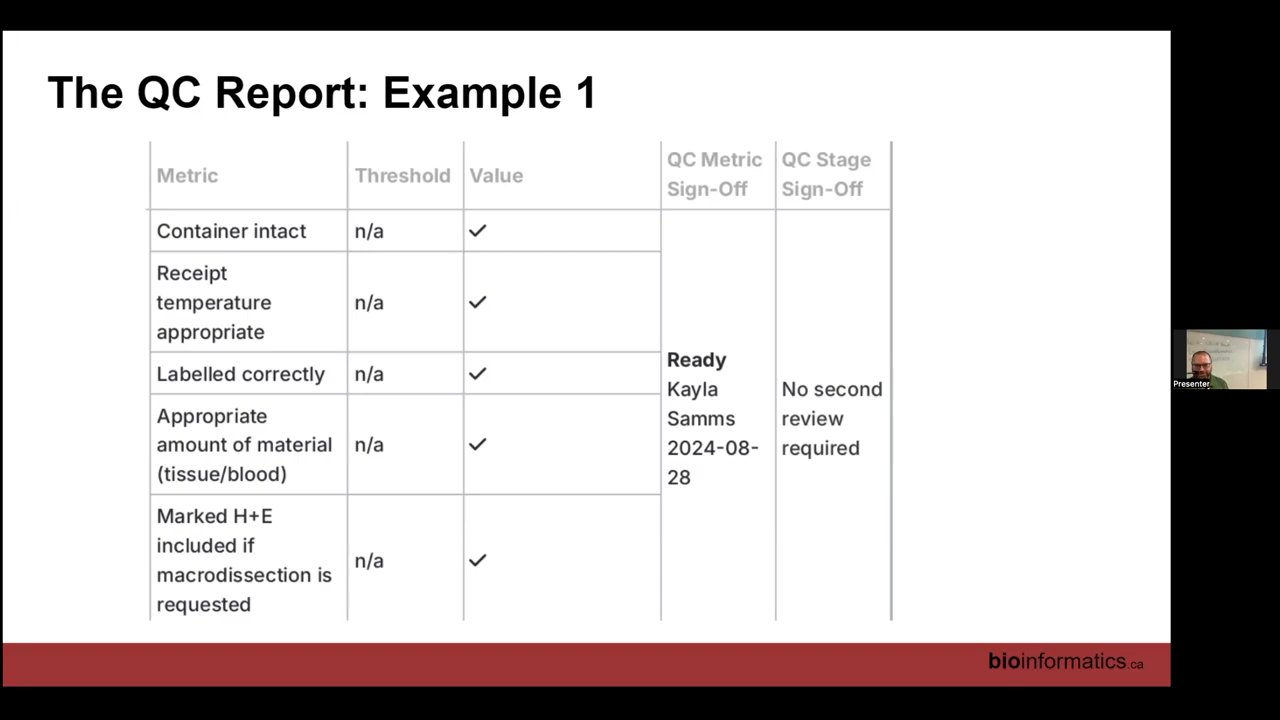 The QC Report: Example 1
Metric
Threshold
Value
QC Metric
Sign-Off
QC Stage
Sign-Off
Container intact
n/a
✓
Receipt
temperature
appropriate
n/a
✓
Labelled correctly
n/a
✓
Appropriate
amount of material
(tissue/blood)
n/a
✓
Marked H+E
included if
macrodissection is
requested
n/a
✓
Ready
Kayla
Samms
2024-08-
28
No second
review
required
Presenter
bioinformatics.ca